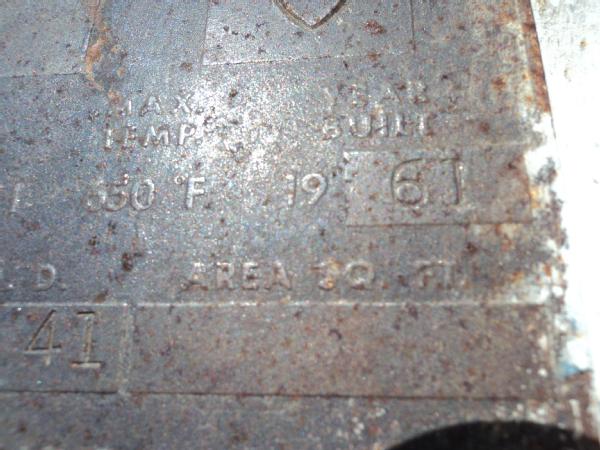 MAX. YEAR
TEMP. BUILT
650 °F. 19 61
D. AREA SQ. FT.
41